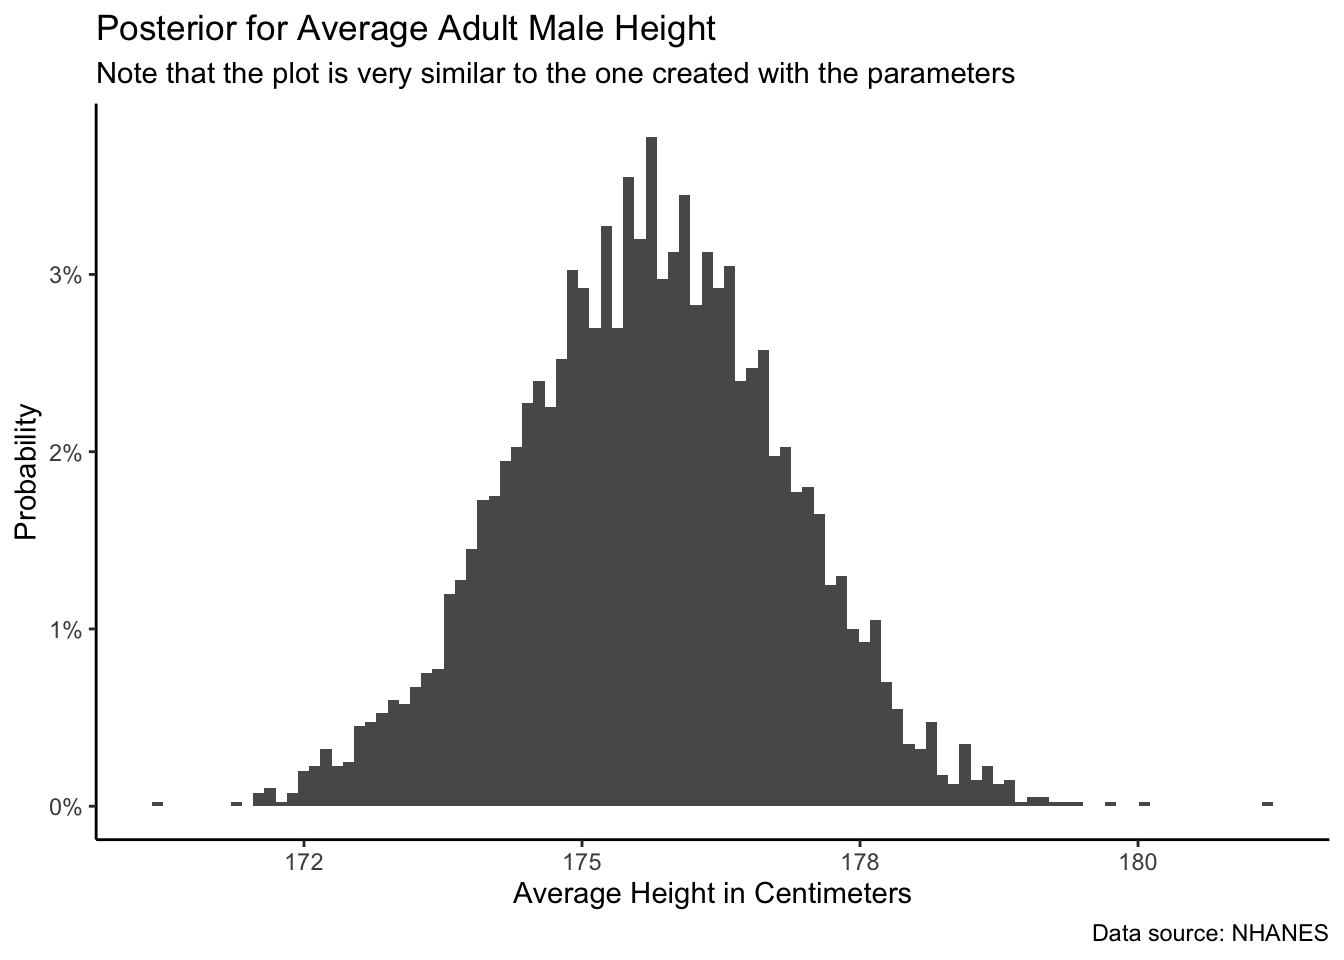 Posterior for Average Adult Male Height
Note that the plot is very similar to the one created with the parameters
Probability
3%
2%
1%
0%
172
175
178
180
Average Height in Centimeters
Data source: NHANES